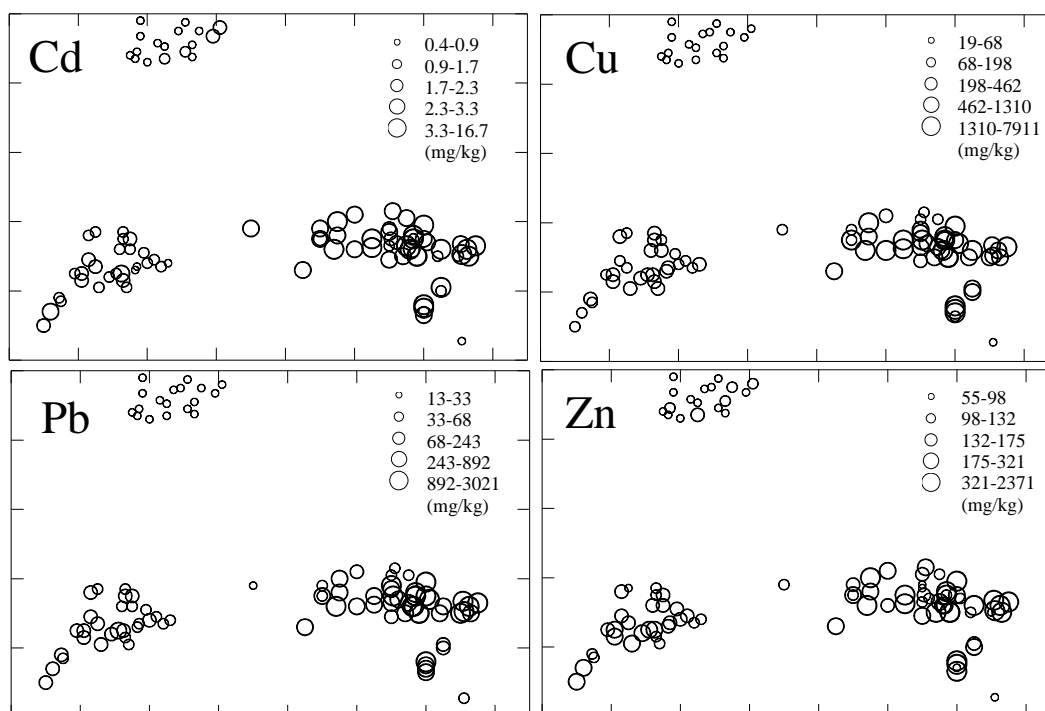 Cd
0.4-0.9
0.9-1.7
1.7-2.3
2.3-3.3
3.3-16.7
(mg/kg)
Cu
19-68
68-198
198-462
462-1310
1310-7911
(mg/kg)
Pb
13-33
33-68
68-243
243-892
892-3021
(mg/kg)
Zn
55-98
98-132
132-175
175-321
321-2371
(mg/kg)